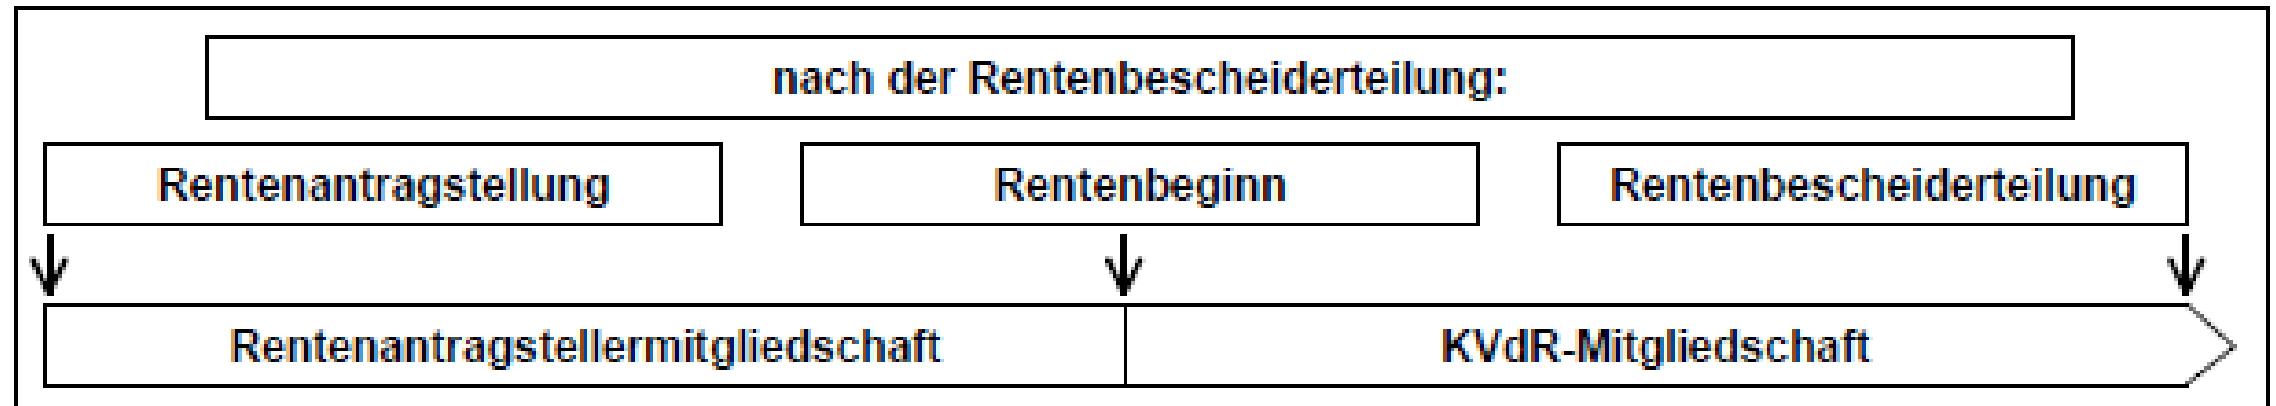 nach der Rentenbescheiderteilung:
Rentenantragstellung Rentenbeginn Rentenbescheiderteilung
Rentenantragstellermitgliedschaft KVdR-Mitgliedschaft